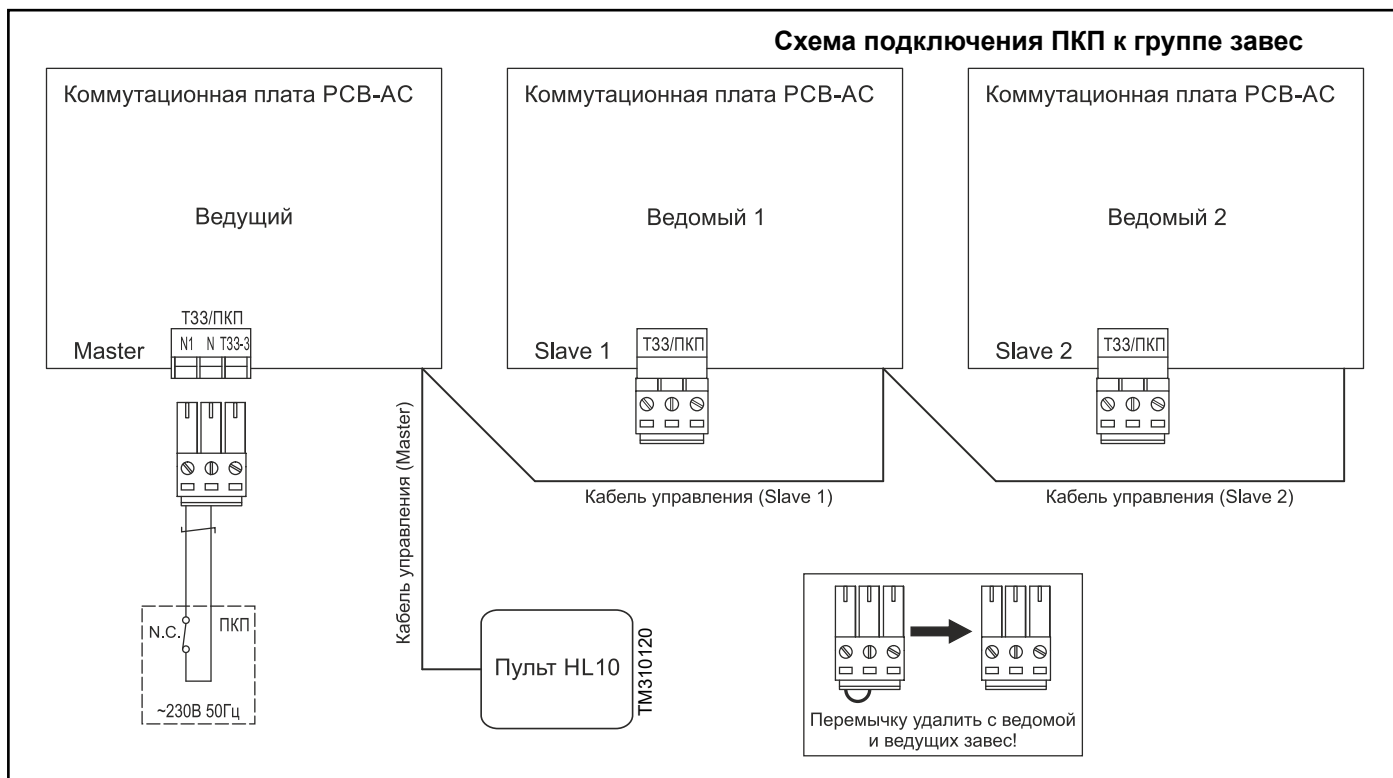 Схема подключения ПКП к группе завес
Коммутационная плата PCB-AC
Ведущий
ТЗЗ/ПКП
N1 N ТЗЗ-3
Master
Коммутационная плата PCB-AC
Ведомый 1
Slave 1
ТЗЗ/ПКП
Коммутационная плата PCB-AC
Ведомый 2
Slave 2
ТЗЗ/ПКП
Кабель управления (Master)
Кабель управления (Slave 1)
Кабель управления (Slave 2)
N.C.
ПКП
~230В 50Гц
Пульт HL10
TM310120
Перемычку удалить с ведомой
и ведущих завес!